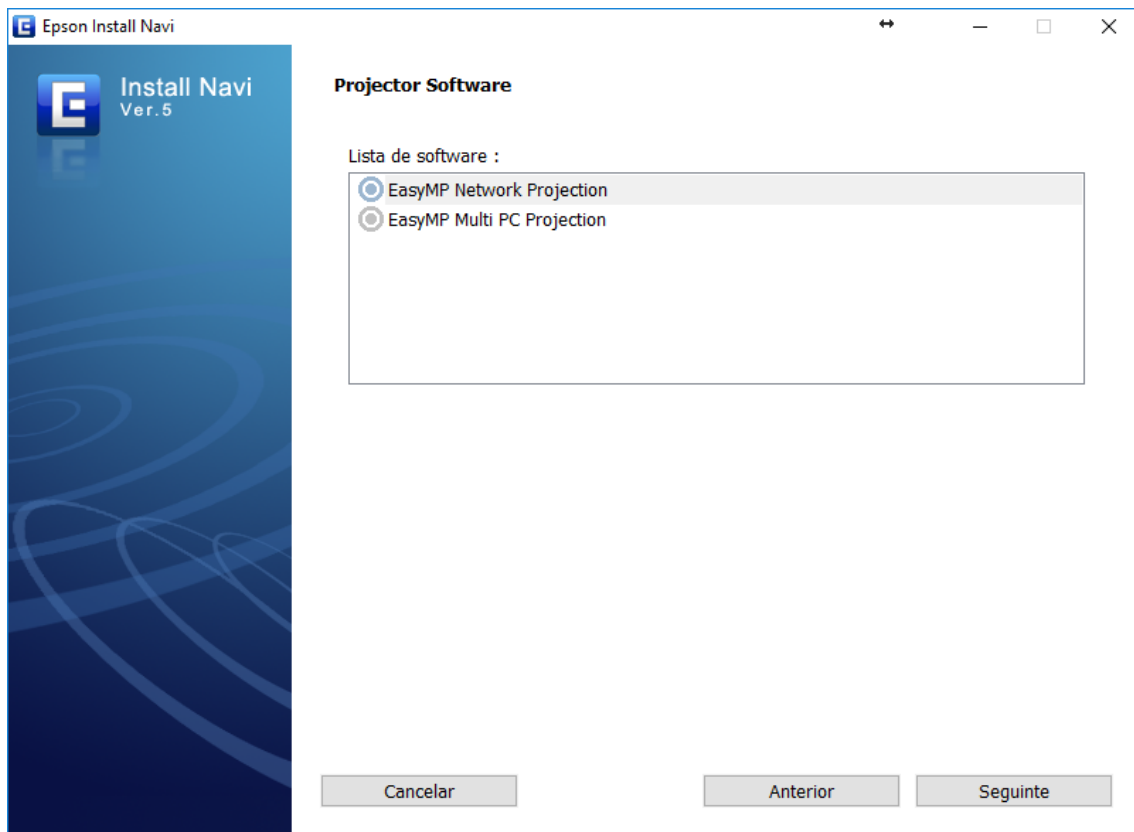 Epson Install Navi
Install Navi
Ver.5
Projector Software
Lista de software :
EasyMP Network Projection
EasyMP Multi PC Projection
Cancelar
Anterior
Seguinte